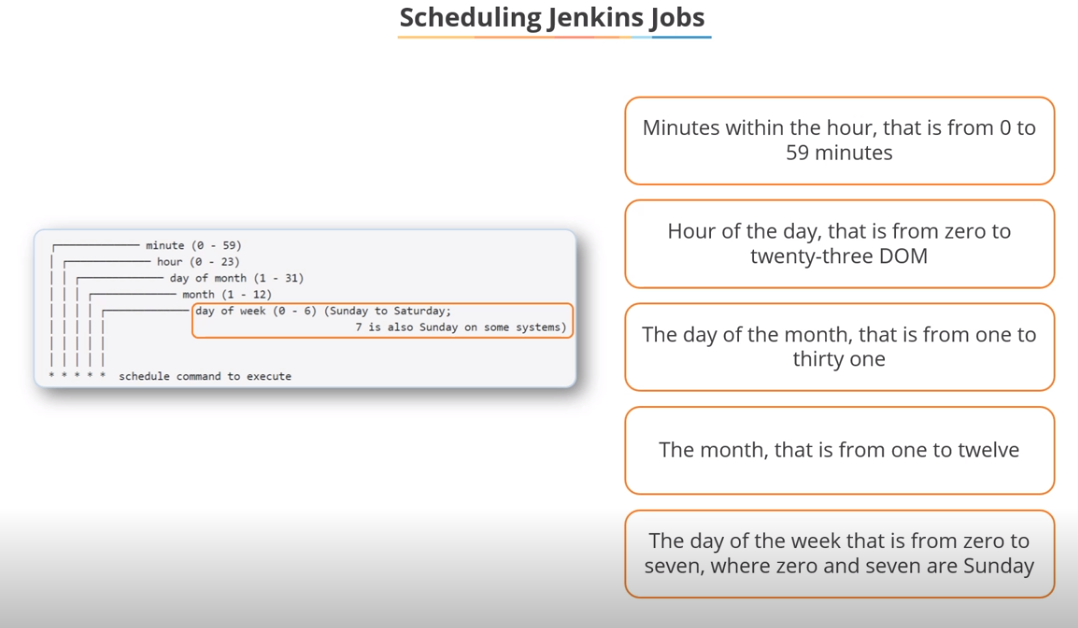 Scheduling Jenkins Jobs
minute (0 - 59)
hour (0 - 23)
day of month (1 - 31)
month (1 - 12)
day of week (0 - 6) (Sunday to Saturday;
7 is also Sunday on some systems)
* * * * * schedule command to execute
Minutes within the hour, that is from 0 to
59 minutes
Hour of the day, that is from zero to
twenty-three DOM
The day of the month, that is from one to
thirty one
The month, that is from one to twelve
The day of the week that is from zero to
seven, where zero and seven are Sunday